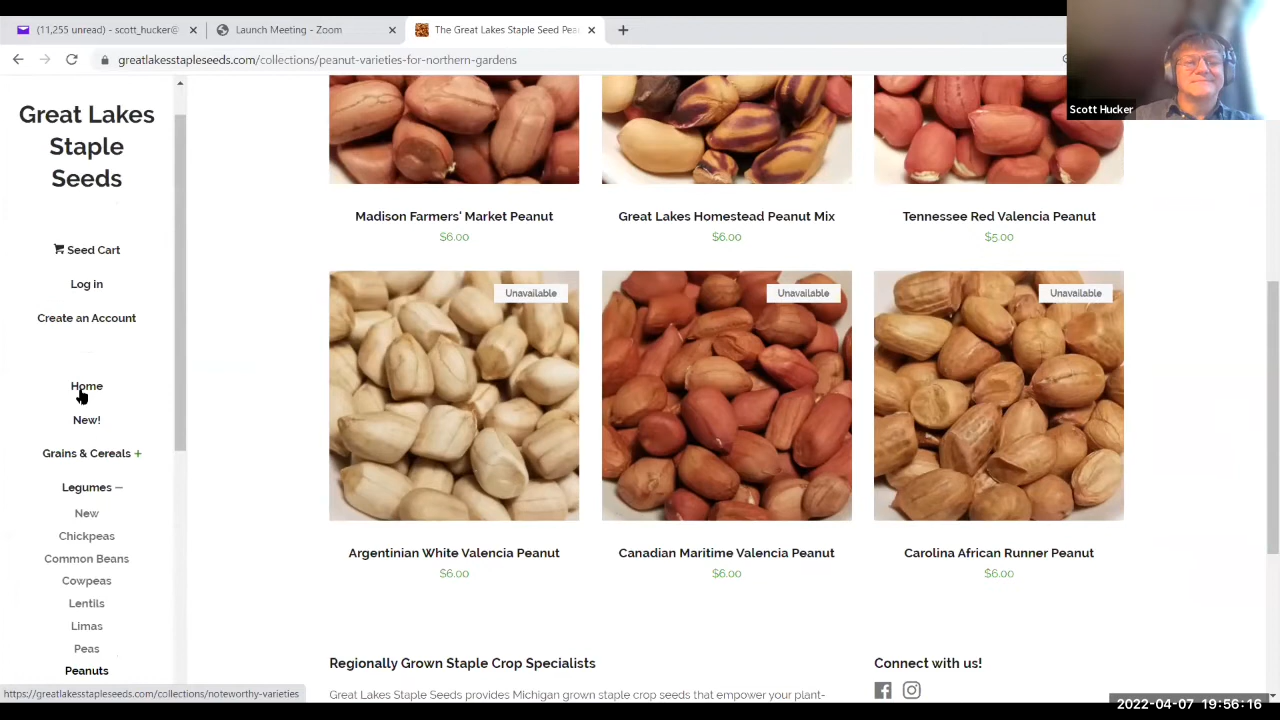 (11,255 unread) - scott_hucker@
Launch Meeting - Zoom
The Great Lakes Staple Seed Pea
greatlakesstapleseeds.com/collections/peanut-varieties-for-northern-gardens
Scott Hucker
Great Lakes
Staple
Seeds
Seed Cart
Log in
Create an Account
Home
New!
Grains & Cereals +
Legumes −
New
Chickpeas
Common Beans
Cowpeas
Lentils
Limas
Peas
Peanuts
https://greatlakesstapleseeds.com/collections/noteworthy-varieties
Madison Farmers' Market Peanut
$6.00
Great Lakes Homestead Peanut Mix
$6.00
Tennessee Red Valencia Peanut
$5.00
Unavailable
Argentinian White Valencia Peanut
$6.00
Unavailable
Canadian Maritime Valencia Peanut
$6.00
Unavailable
Carolina African Runner Peanut
$6.00
Regionally Grown Staple Crop Specialists
Great Lakes Staple Seeds provides Michigan grown staple crop seeds that empower your plant-
Connect with us!
2022-04-07 19:56:16